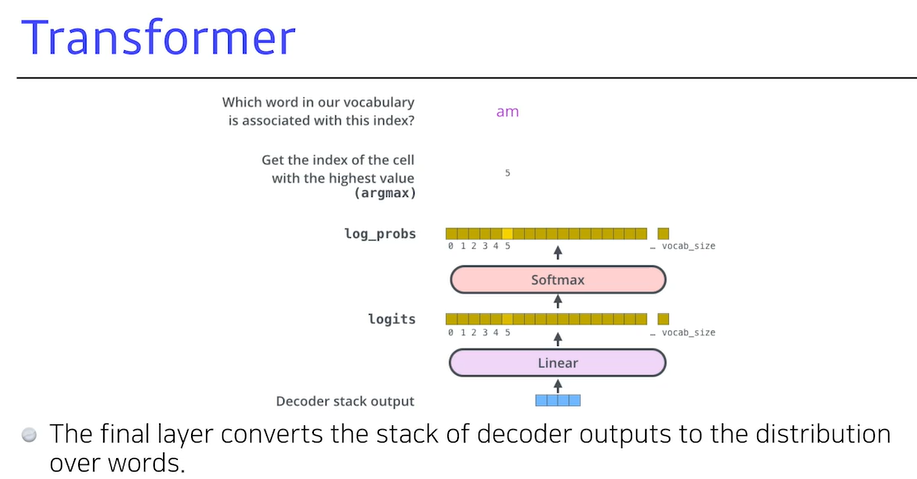 Transformer
Which word in our vocabulary
is associated with this index?
am
Get the index of the cell
with the highest value
(argmax)
5
log_probs
0 1 2 3 4 5 … vocab_size
Softmax
logits
0 1 2 3 4 5 … vocab_size
Linear
Decoder stack output
The final layer converts the stack of decoder outputs to the distribution
over words.